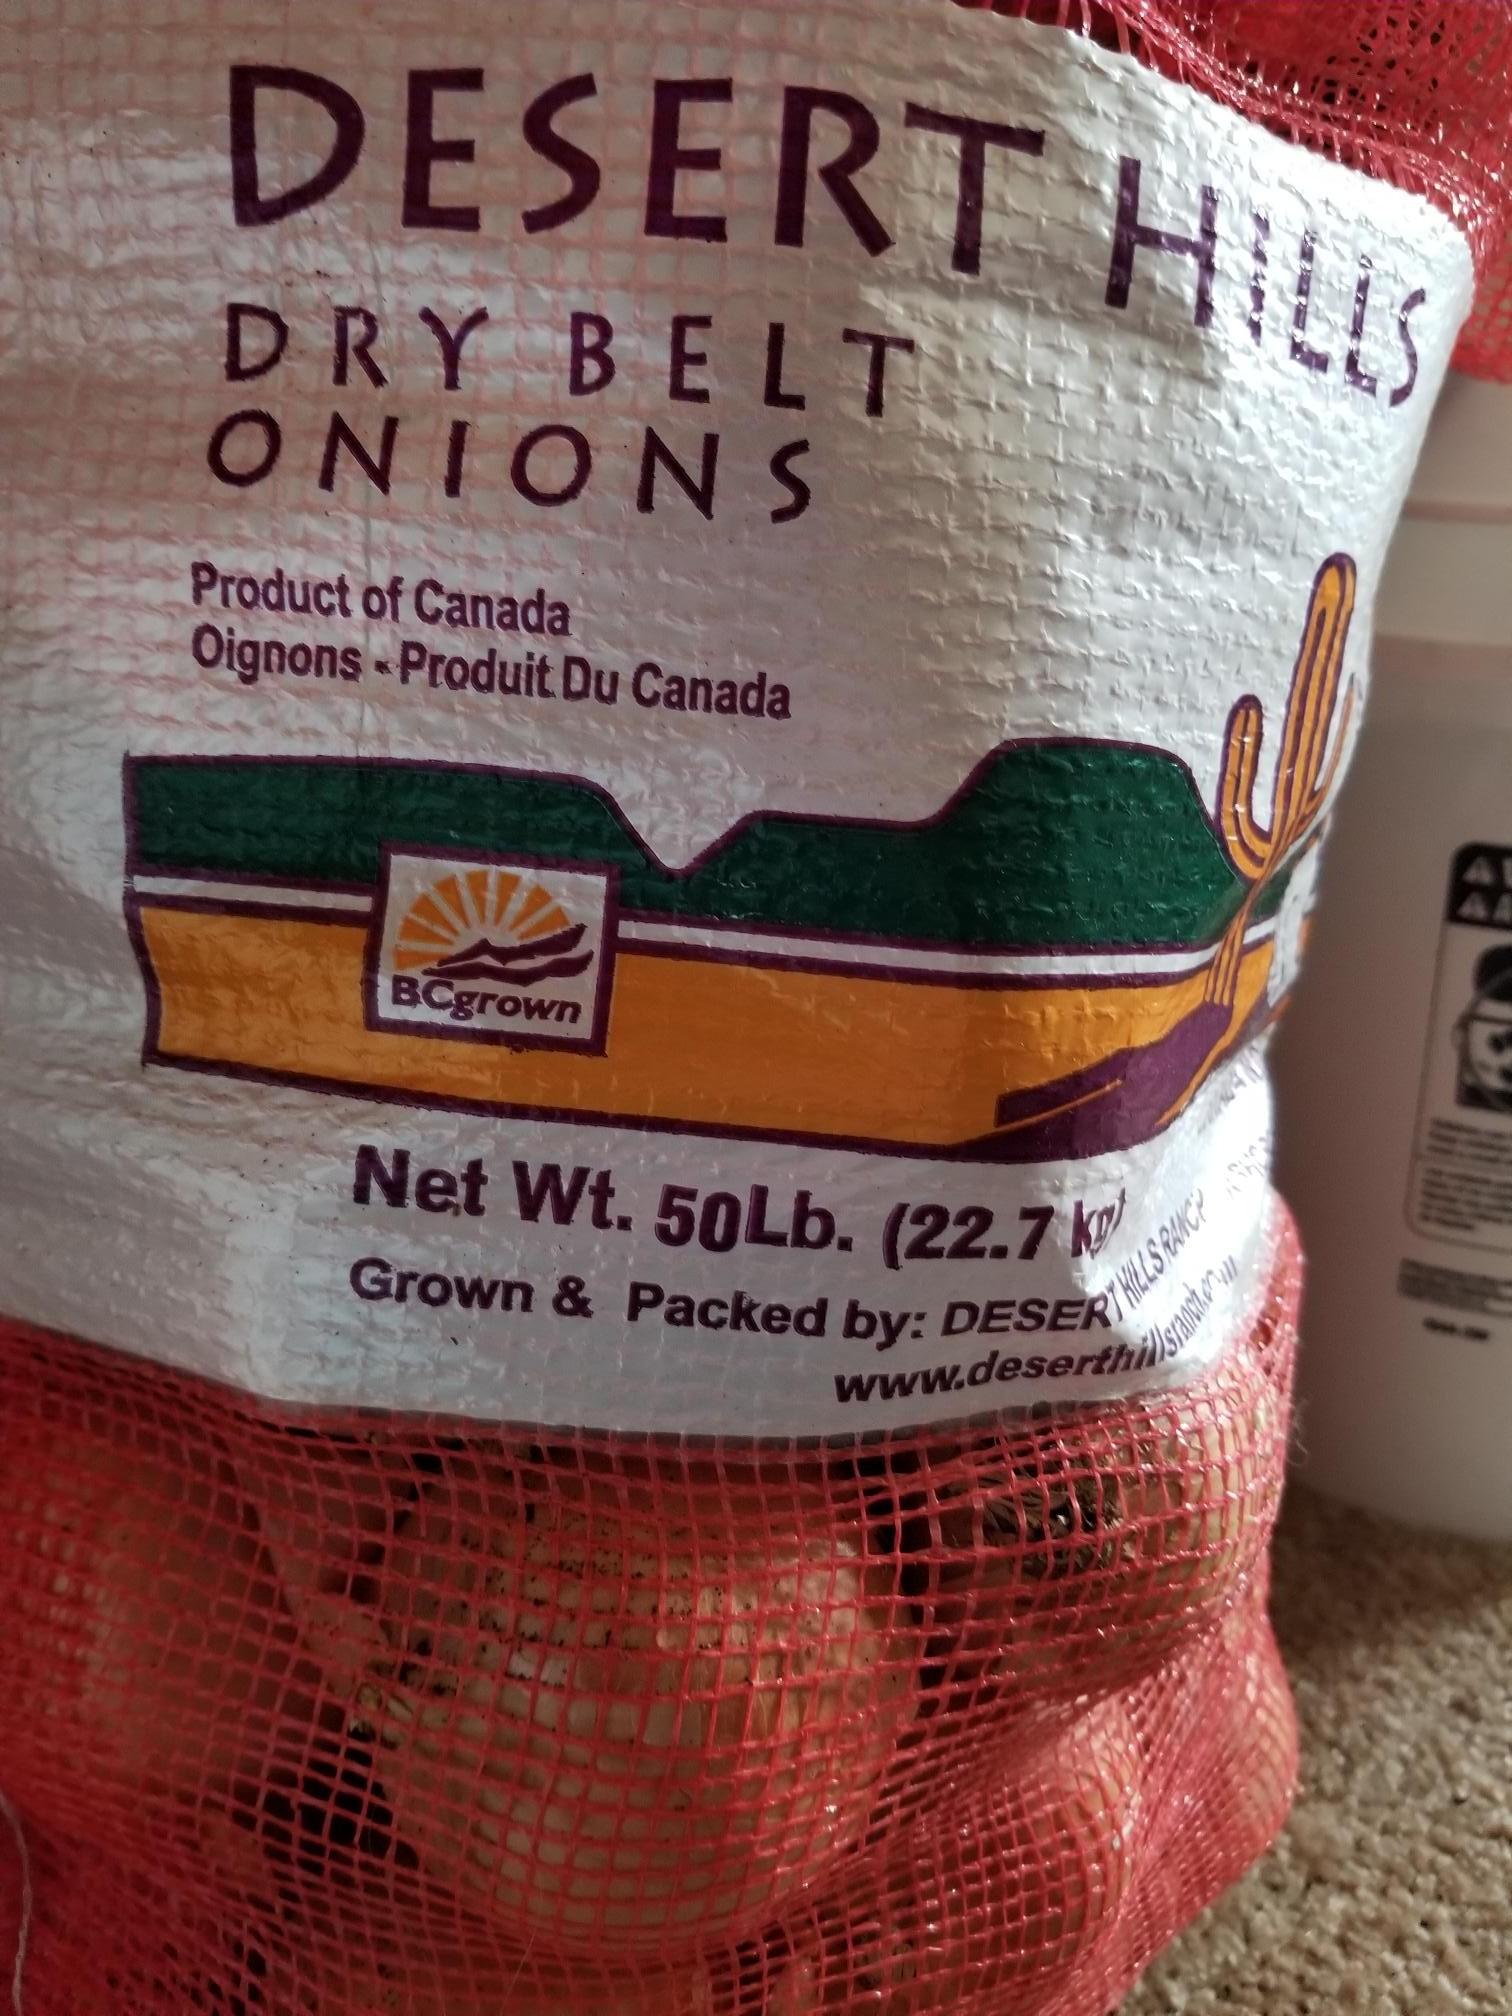 DESERT HILLS
DRY BELT
ONIONS
Product of Canada
Oignons - Produit Du Canada
BCgrown
Net Wt. 50Lb. (22.7 kg)
Grown & Packed by: DESERT HILLS RANCH
www.deserthillsranch.com